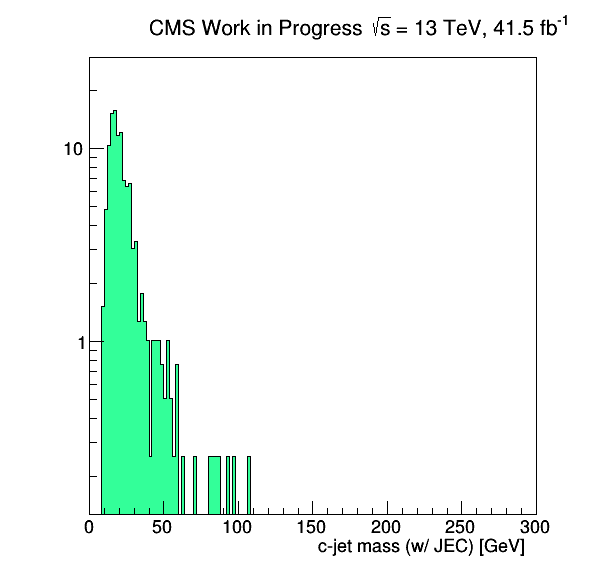 CMS Work in Progress √s = 13 TeV, 41.5 fb⁻¹
10
1
0 50 100 150 200 250 300
c-jet mass (w/ JEC) [GeV]